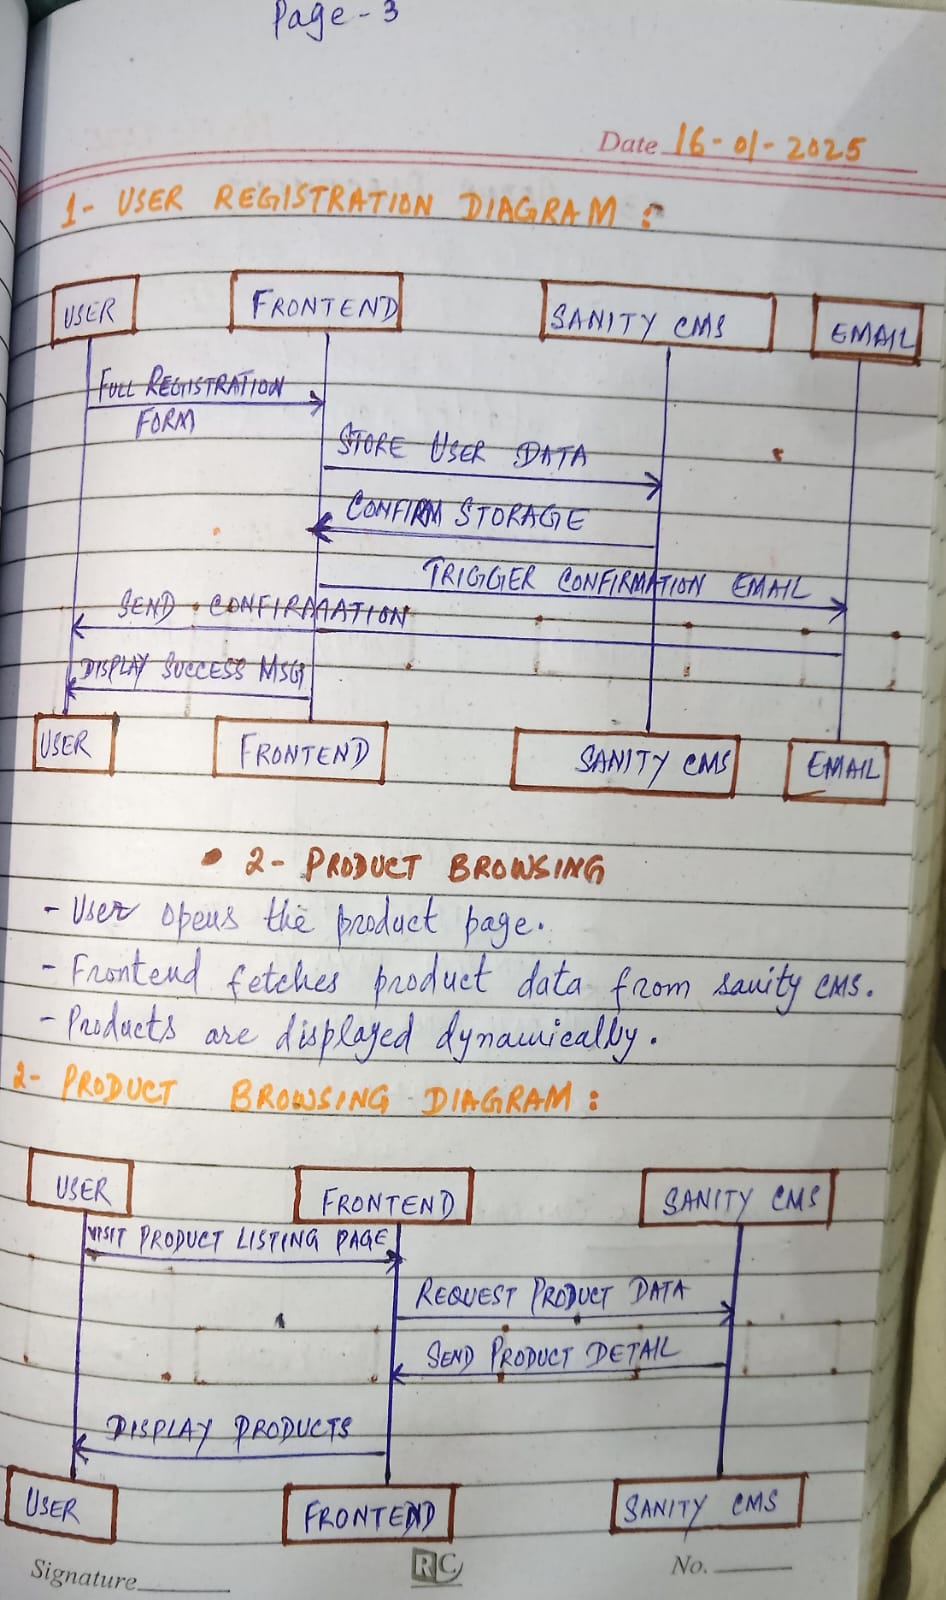 Page-3
Date 16-01-2025
1- USER REGISTRATION DIAGRAM :
USER FRONTEND SANITY CMS EMAIL
FULL REGISTRATION
FORM
STORE USER DATA
CONFIRM STORAGE
TRIGGER CONFIRMATION EMAIL
SEND CONFIRMATION
DISPLAY SUCCESS MSG
USER FRONTEND SANITY CMS EMAIL
• 2- PRODUCT BROWSING
- User opens the product page.
- Frontend fetches product data from sanity CMS.
- Products are displayed dynamically.
2- PRODUCT BROWSING DIAGRAM :
USER FRONTEND SANITY CMS
VISIT PRODUCT LISTING PAGE
REQUEST PRODUCT DATA
SEND PRODUCT DETAIL
DISPLAY PRODUCTS
USER FRONTEND SANITY CMS
Signature RC No.